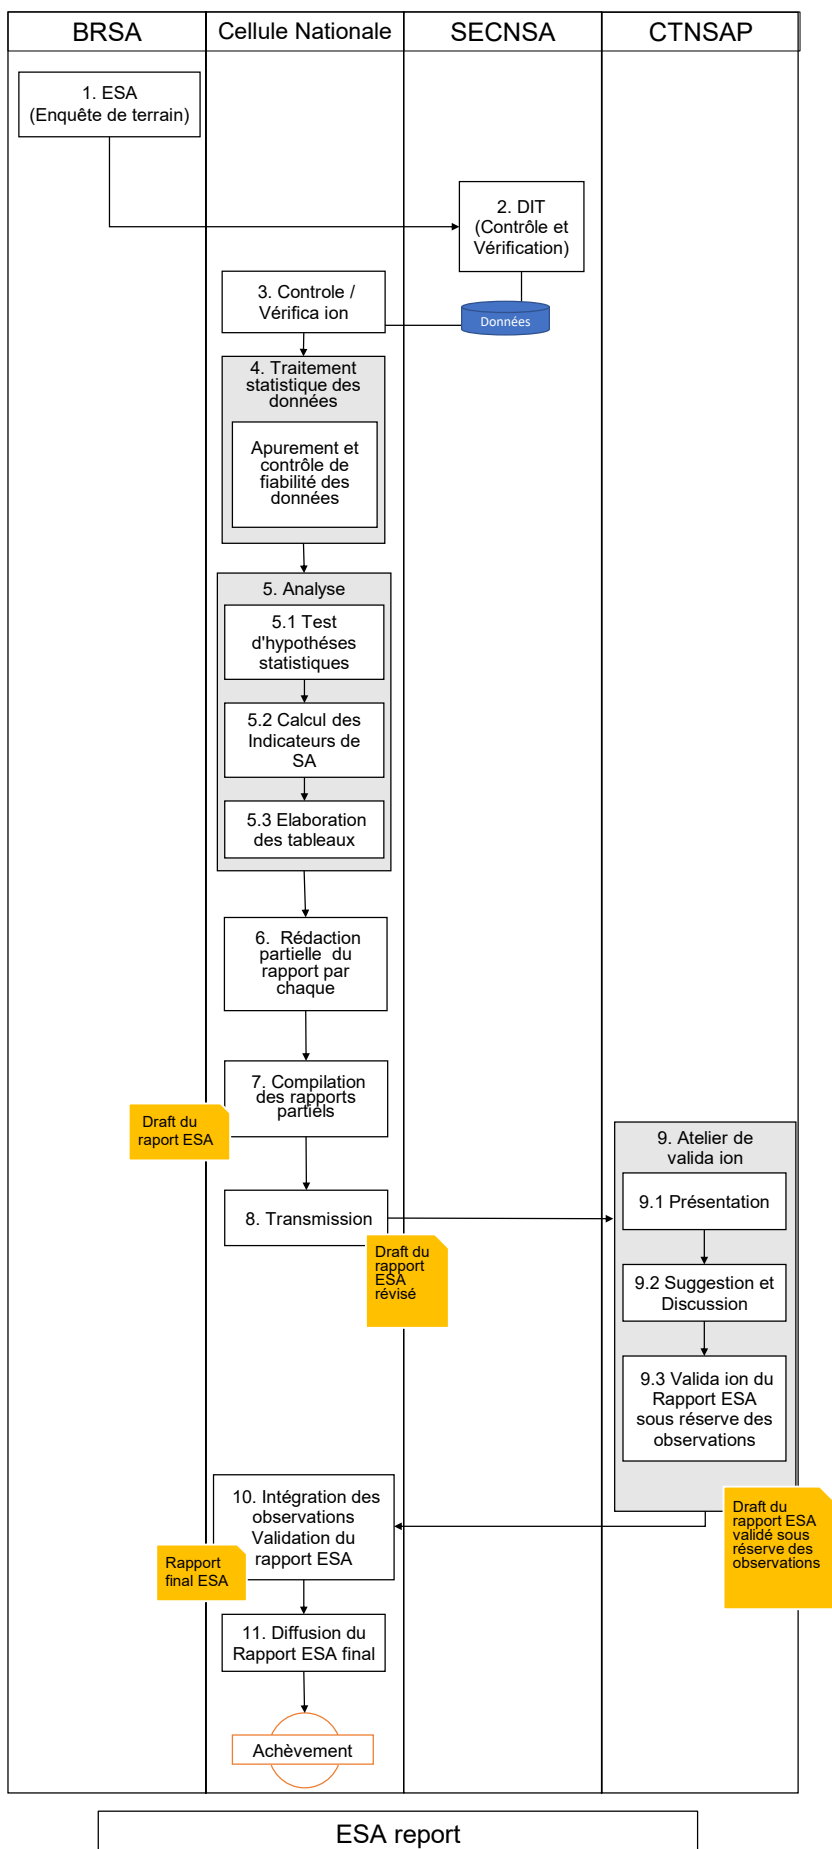 BRSA
Cellule Nationale
SECNSA
CTNSAP
1. ESA
(Enquête de terrain)
2. DIT
(Contrôle et
Vérification)
3. Controle /
Vérifica ion
Données
4. Traitement
statistique des
données
Apurement et
contrôle de
fiabilité des
données
5. Analyse
5.1 Test
d'hypothéses
statistiques
5.2 Calcul des
Indicateurs de
SA
5.3 Elaboration
des tableaux
6. Rédaction
partielle du
rapport par
chaque
7. Compilation
des rapports
partiels
Draft du
raport ESA
8. Transmission
Draft du
rapport
ESA
révisé
9. Atelier de
valida ion
9.1 Présentation
9.2 Suggestion et
Discussion
9.3 Valida ion du
Rapport ESA
sous réserve des
observations
Draft du
rapport ESA
validé sous
réserve des
observations
10. Intégration des
observations
Validation du
rapport ESA
Rapport
final ESA
11. Diffusion du
Rapport ESA final
Achèvement
ESA report